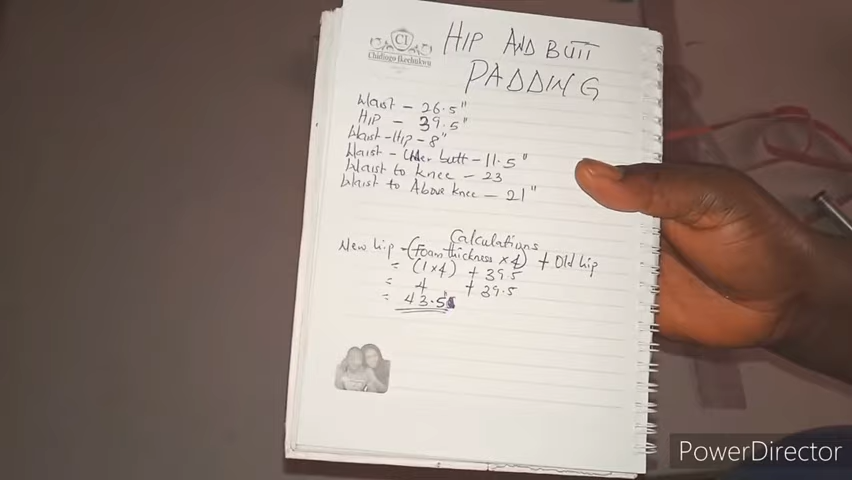 CI
Chidiogo Ikechukwu
HIP AND BUTT
PADDING
Waist - 26.5"
Hip - 39.5"
Waist-Hip - 8"
Waist - Under butt - 11.5"
Waist to knee - 23
Waist to Above knee - 21"
Calculations
New hip = (Foam thickness × 4) + Old hip
= (1×4) + 39.5
= 4 + 39.5
= 43.5"
PowerDirector